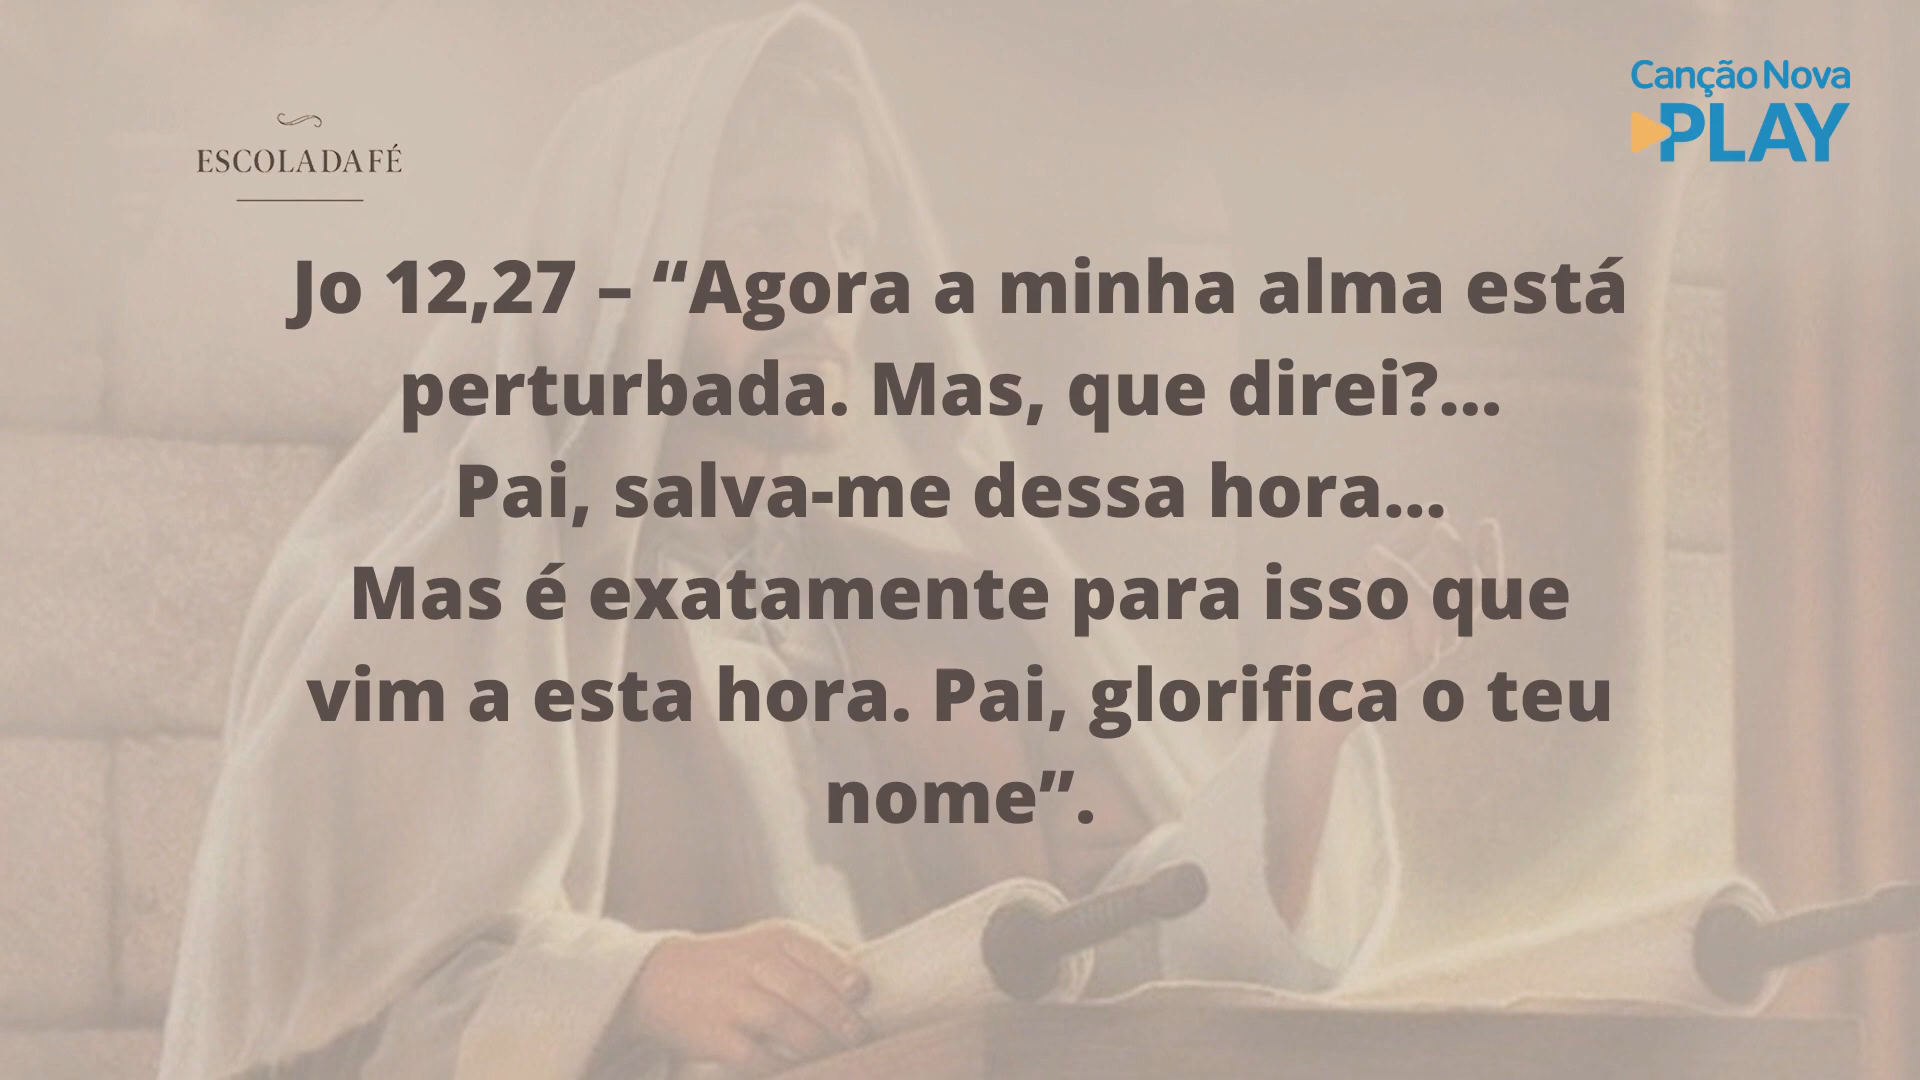 Canção Nova
PLAY
ESCOLADAFÉ
Jo 12,27 – “Agora a minha alma está
perturbada. Mas, que direi?...
Pai, salva-me dessa hora...
Mas é exatamente para isso que
vim a esta hora. Pai, glorifica o teu
nome”.